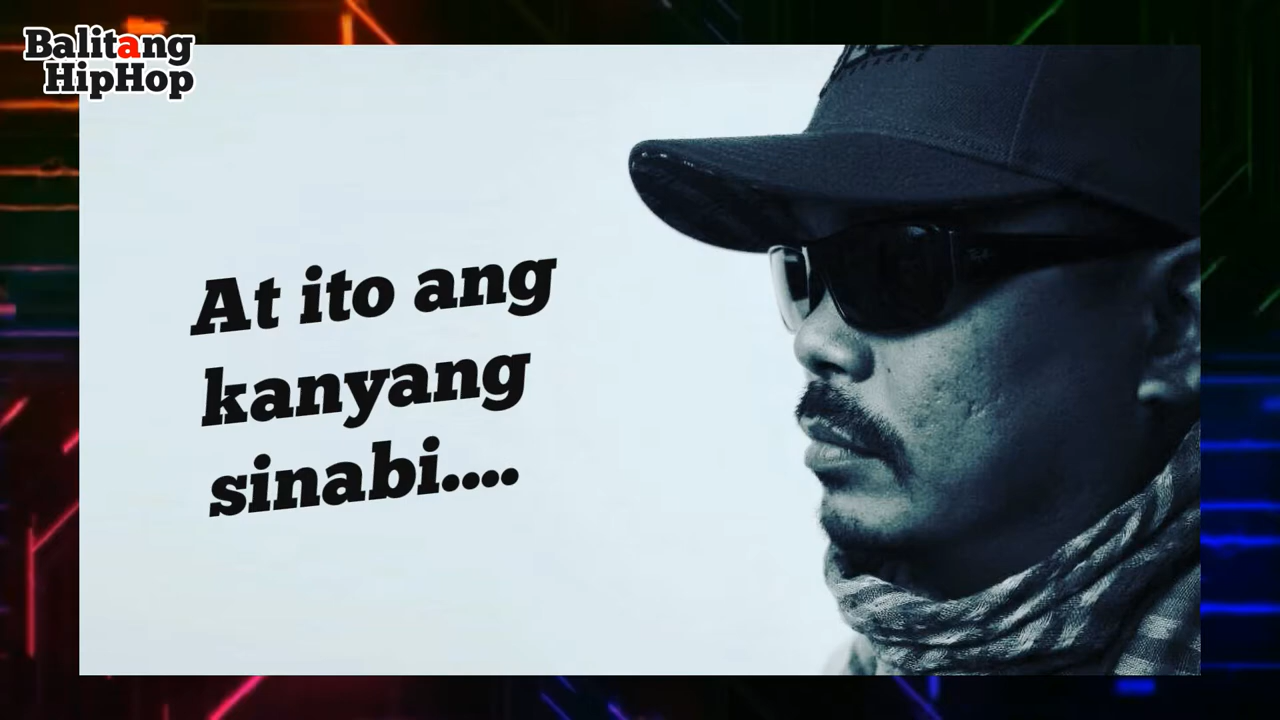 Balitang
HipHop
At ito ang
kanyang
sinabi....